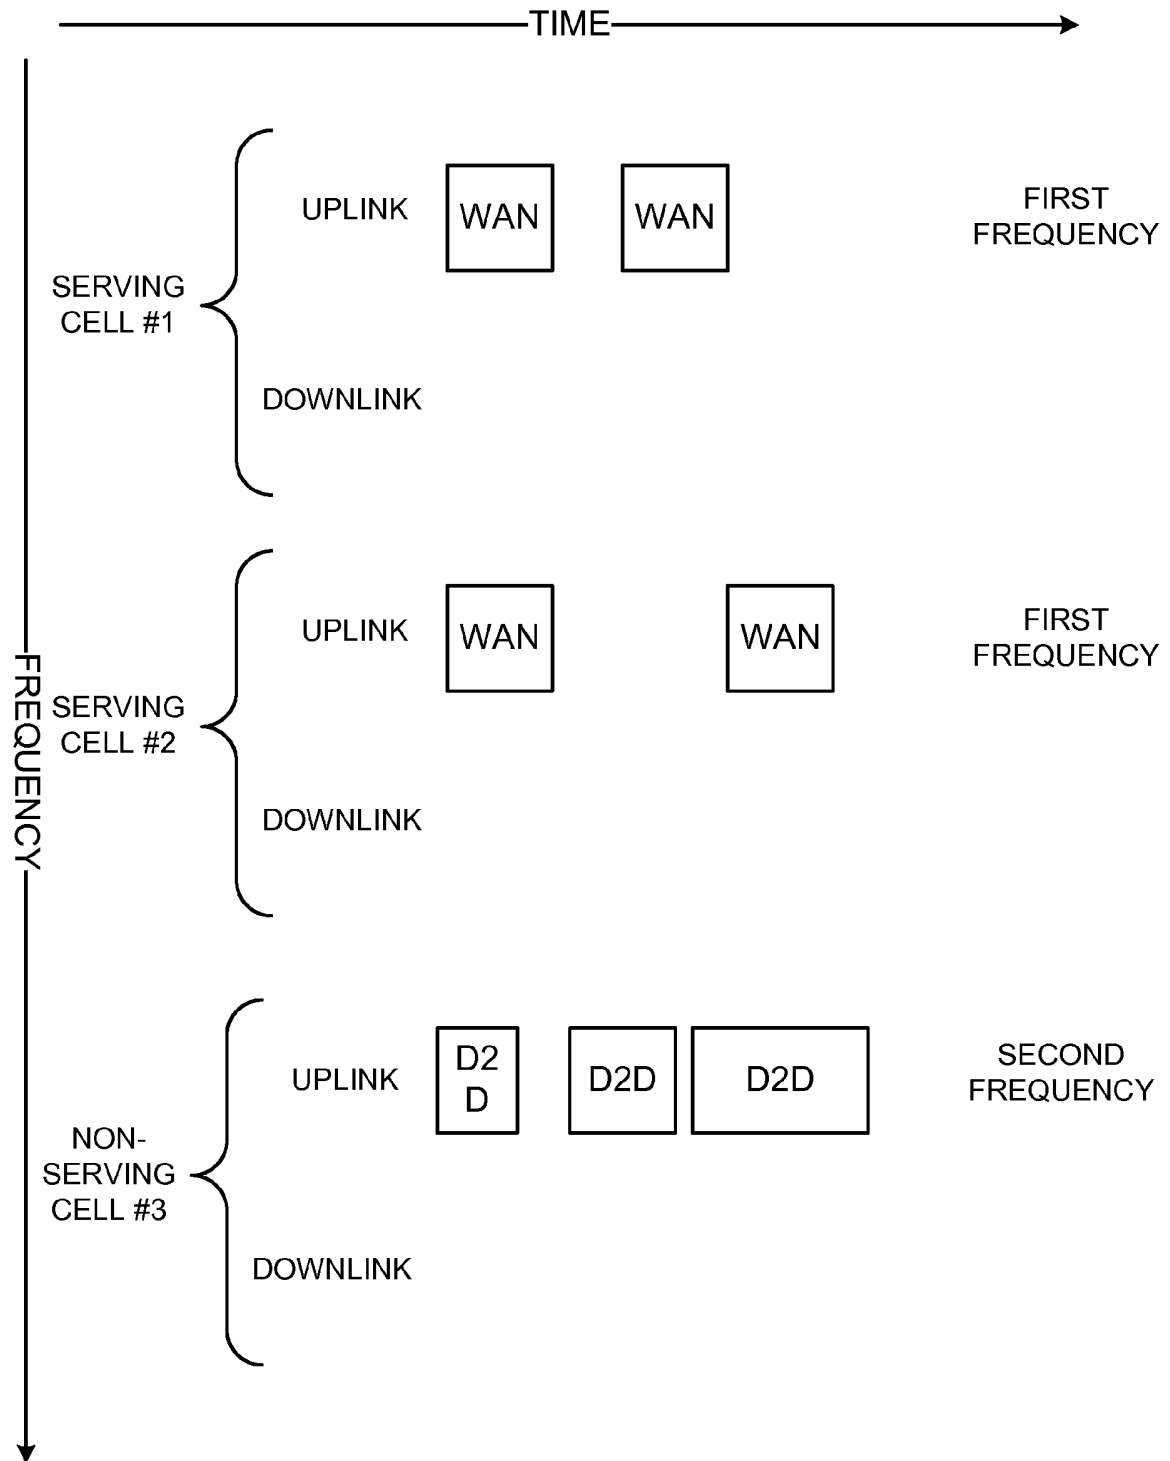 TIME
UPLINK
WAN
WAN
FIRST
FREQUENCY
SERVING
CELL #1
DOWNLINK
FREQUENCY
UPLINK
WAN
WAN
FIRST
FREQUENCY
SERVING
CELL #2
DOWNLINK
UPLINK
D2
D
D2D
D2D
SECOND
FREQUENCY
NON-
SERVING
CELL #3
DOWNLINK